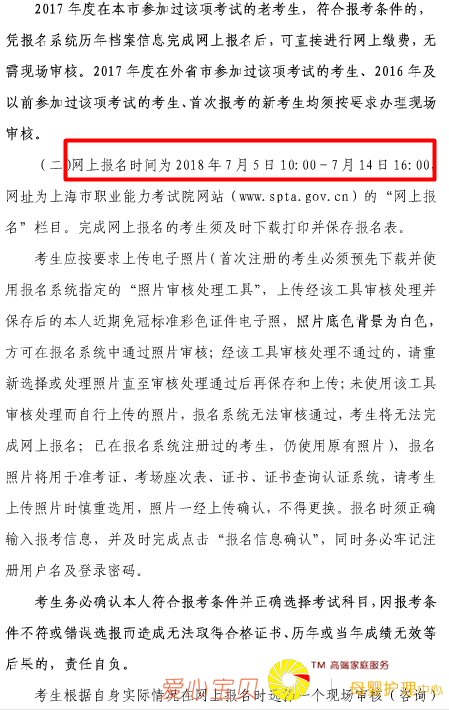 2017年度在本市参加过该项考试的老考生，符合报考条件的，
凭报名系统历年档案信息完成网上报名后，可直接进行网上缴费，无
需现场审核。2017年度在外省市参加过该项考试的考生、2016年及
以前参加过该项考试的考生、首次报考的新考生均须按要求办理现场
审核。
（二）网上报名时间为2018年7月5日10:00-7月14日16:00，
网址为上海市职业能力考试院网站（www.spta.gov.cn）的“网上报
名”栏目。完成网上报名的考生须及时下载打印并保存报名表。
考生应按要求上传电子照片（首次注册的考生必须预先下载并使
用报名系统指定的“照片审核处理工具”，上传经该工具审核处理并
保存后的本人近期免冠标准彩色证件电子照，照片底色背景为白色，
方可在报名系统中通过照片审核；经该工具审核处理不通过的，请重
新选择或处理照片直至审核处理通过后再保存和上传；未使用该工具
审核处理而自行上传的照片，报名系统无法审核通过，考生将无法完
成网上报名；已在报名系统注册过的考生，仍使用原有照片），报名
照片将用于准考证、考场座次表、证书、证书查询认证系统，请考生
上传照片时慎重选用，照片一经上传确认，不得更换。报名时须正确
输入报考信息，并及时完成点击“报名信息确认”，同时务必牢记注
册用户名及登录密码。
考生务必确认本人符合报考条件并正确选择考试科目，因报考条
件不符或错误选报而造成无法取得合格证书、历年或当年成绩无效等
后果的，责任自负。
爱心宝贝 TM 高端家庭服务
母婴护理中心
考生根据自身实际情况在网上报名时选择一个现场审核（咨询）